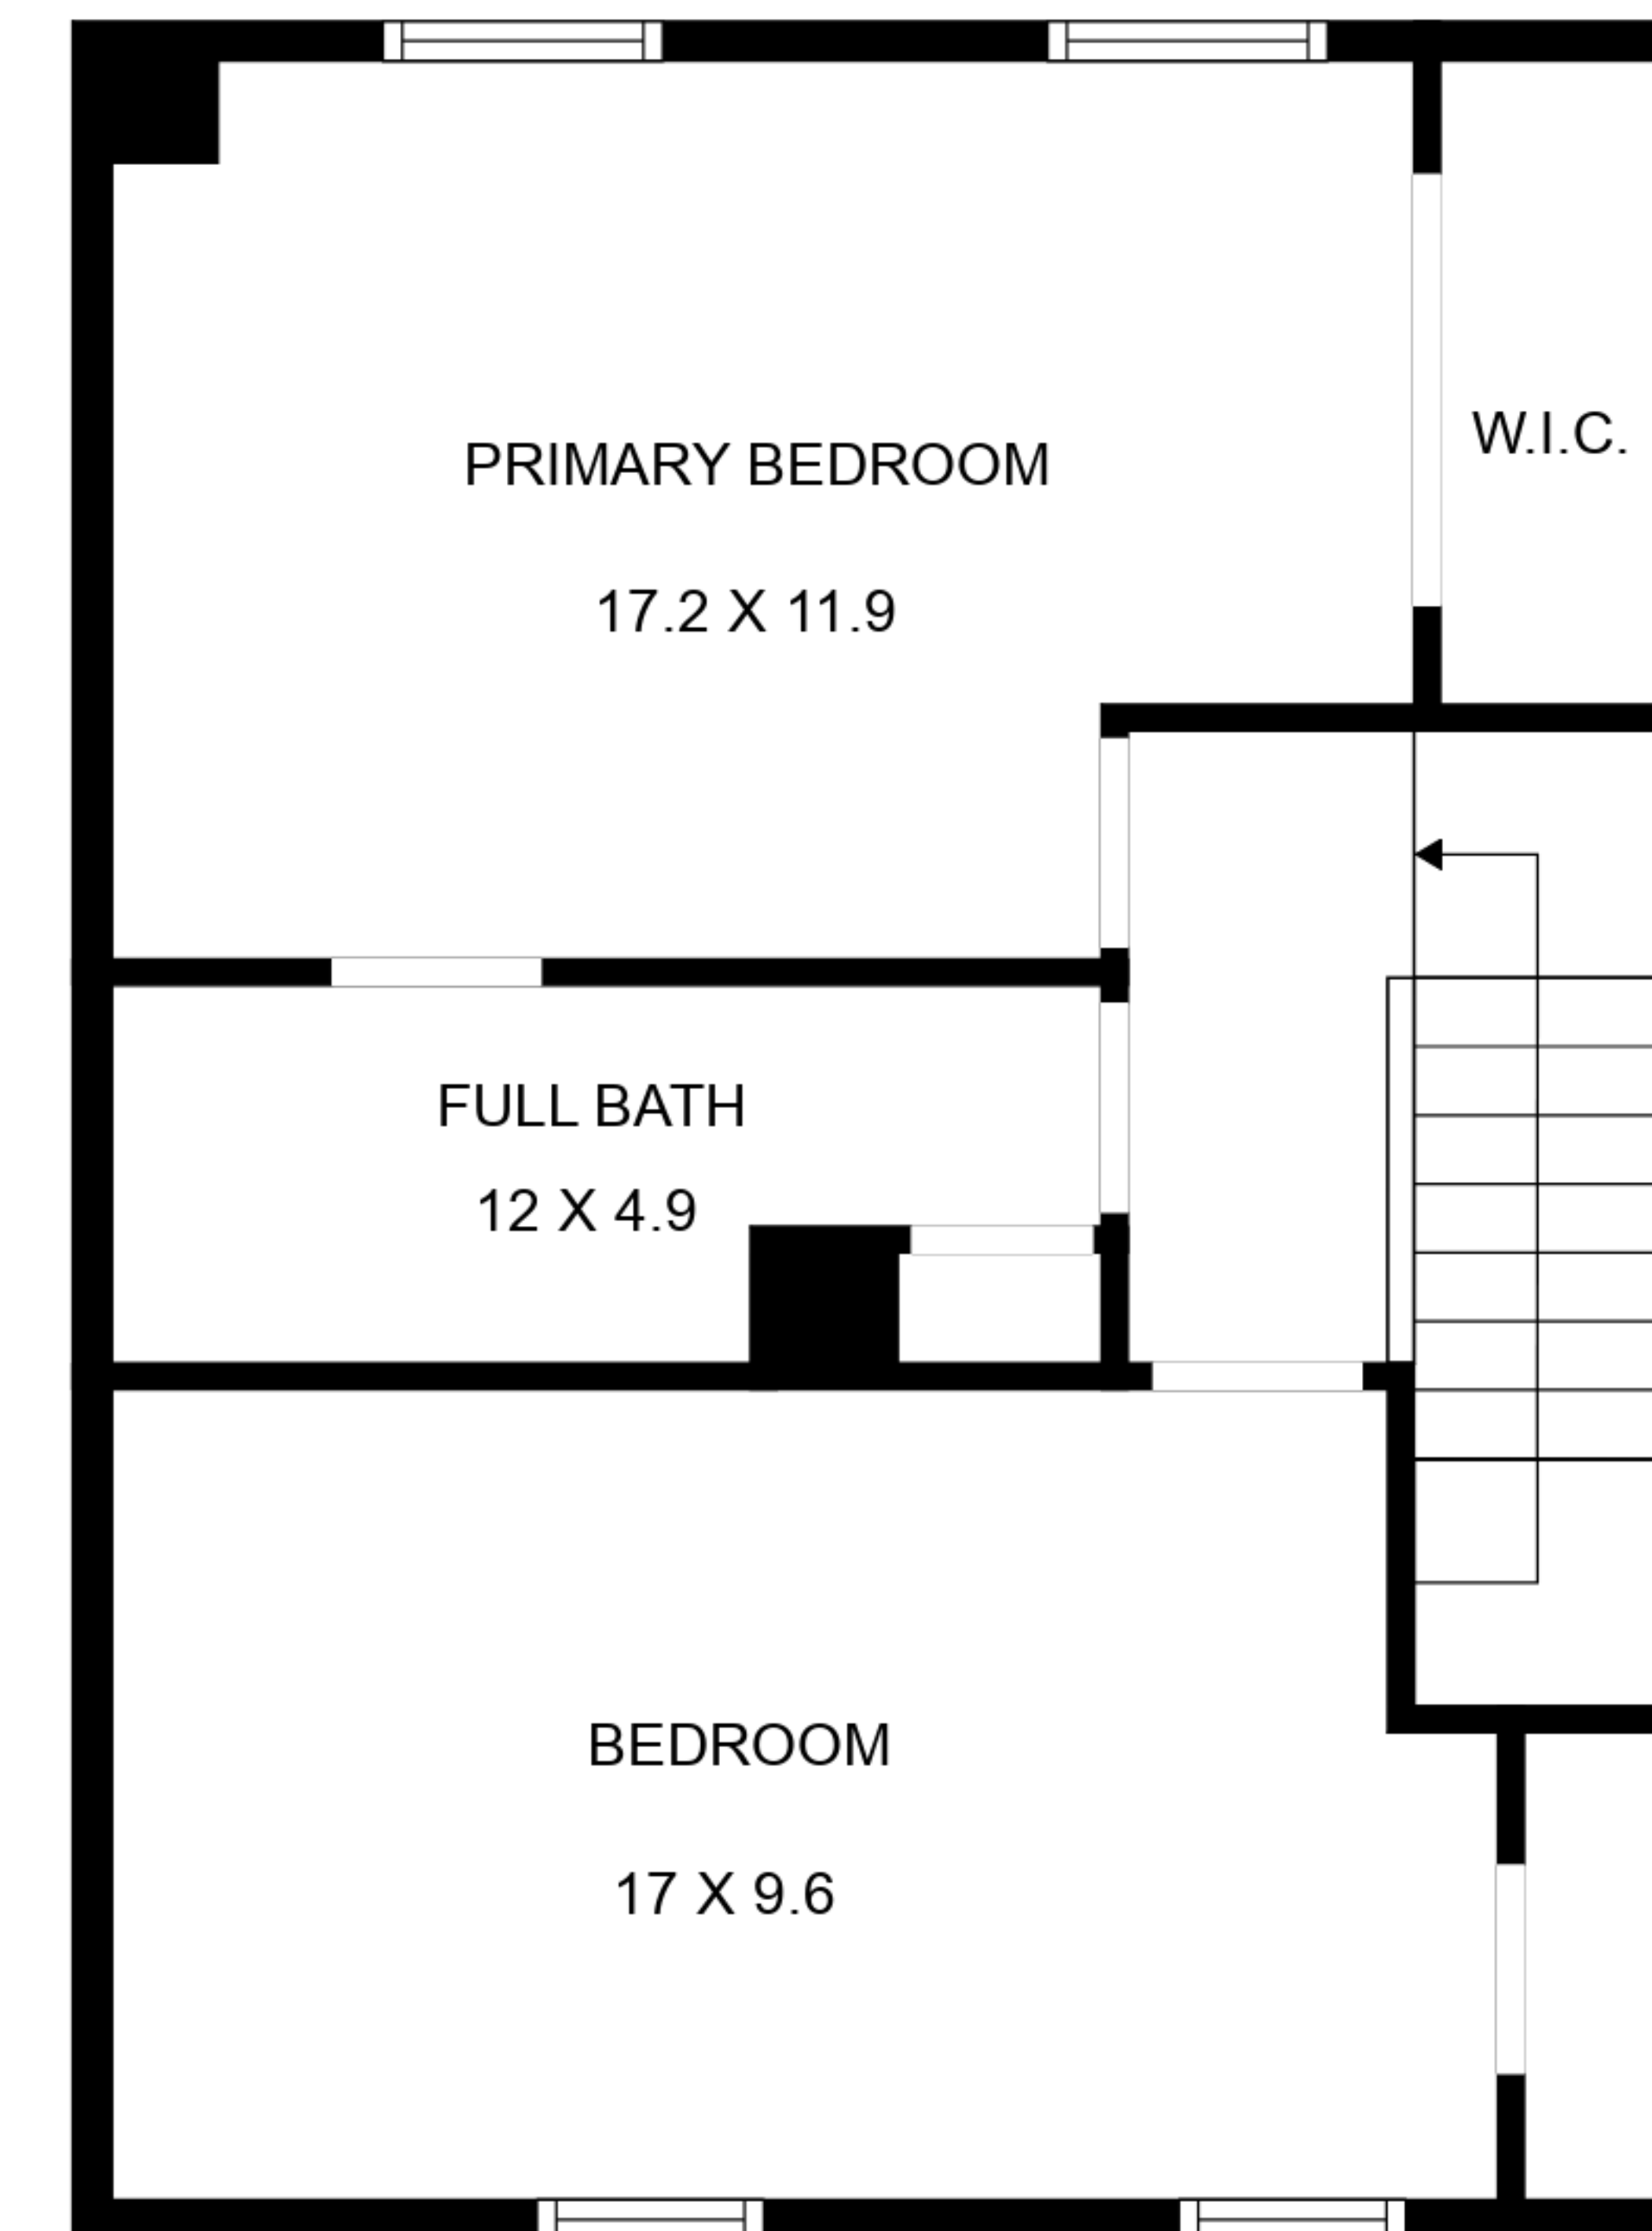 W.I.C.
PRIMARY BEDROOM
17.2 X 11.9
FULL BATH
12 X 4.9
BEDROOM
17 X 9.6